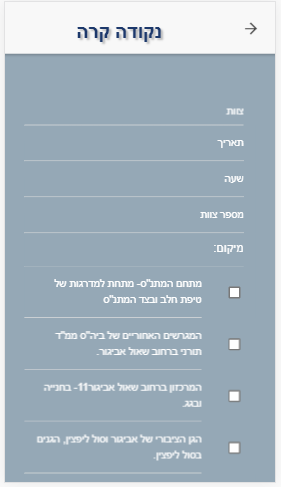 נקודה קרה
צוות
תאריך
שעה
מספר צוות
מיקום:
מתחם המתנ"ס- מתחת למדרגות של
טיפת חלב ובצד המתנ"ס
המגרשים האחוריים של ביה"ס ממ"ד
תורני ברחוב שאול אביגור.
המרכזון ברחוב שאול אביגור11- בחנייה
ובגג.
הגן הציבורי של אביגור וסול ליפצין, הגנים
בסול ליפצין.